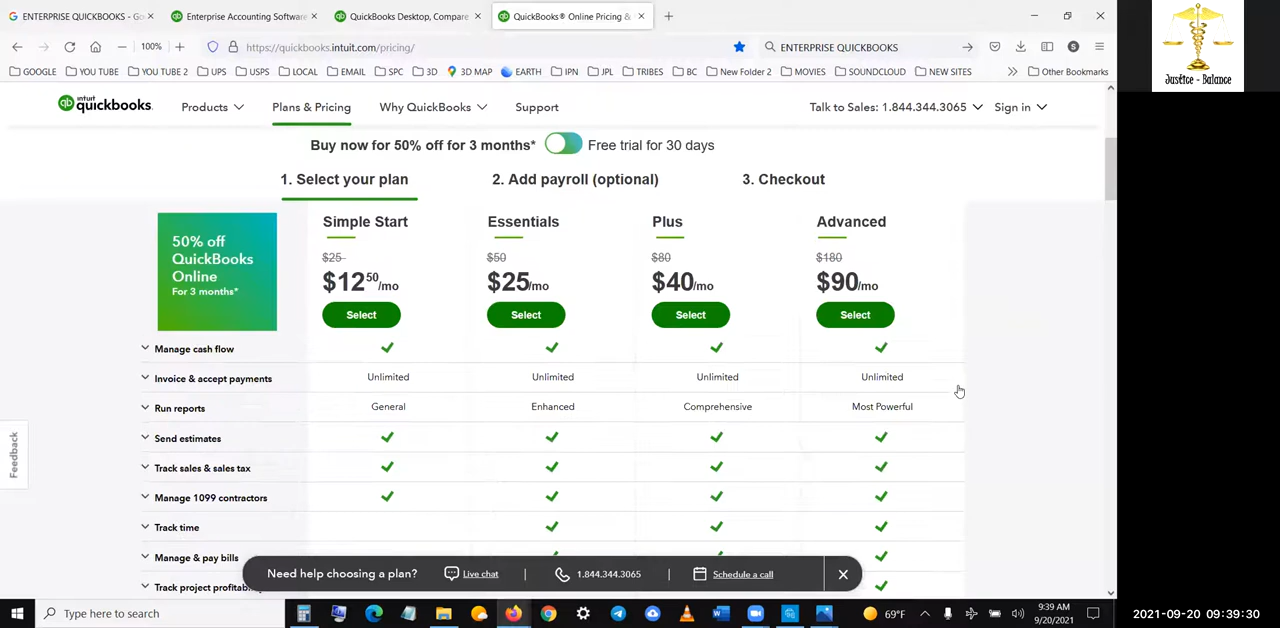 ENTERPRISE QUICKBOOKS - Go
Enterprise Accounting Software
QuickBooks Desktop, Compare
QuickBooks® Online Pricing &
100%
https://quickbooks.intuit.com/pricing/
ENTERPRISE QUICKBOOKS
S
GOOGLE
YOU TUBE
YOU TUBE 2
UPS
USPS
LOCAL
EMAIL
SPC
3D
3D MAP
EARTH
IPN
JPL
TRIBES
BC
New Folder 2
MOVIES
SOUNDCLOUD
NEW SITES
Other Bookmarks
Justice - Balance
intuit
quickbooks.
Products
Plans & Pricing
Why QuickBooks
Support
Talk to Sales: 1.844.344.3065
Sign in
Buy now for 50% off for 3 months*
Free trial for 30 days
1. Select your plan
2. Add payroll (optional)
3. Checkout
50% off
QuickBooks
Online
For 3 months*
Simple Start
Essentials
Plus
Advanced
$25
$50
$80
$180
$12 50 /mo
$25/mo
$40/mo
$90/mo
Select
Select
Select
Select
Manage cash flow
Invoice & accept payments
Unlimited
Unlimited
Unlimited
Unlimited
Run reports
General
Enhanced
Comprehensive
Most Powerful
Send estimates
Track sales & sales tax
Manage 1099 contractors
Track time
Manage & pay bills
Track project profitab
Feedback
Need help choosing a plan?
Live chat
1.844.344.3065
Schedule a call
Type here to search
69°F
9:39 AM
9/20/2021
2021-09-20 09:39:30